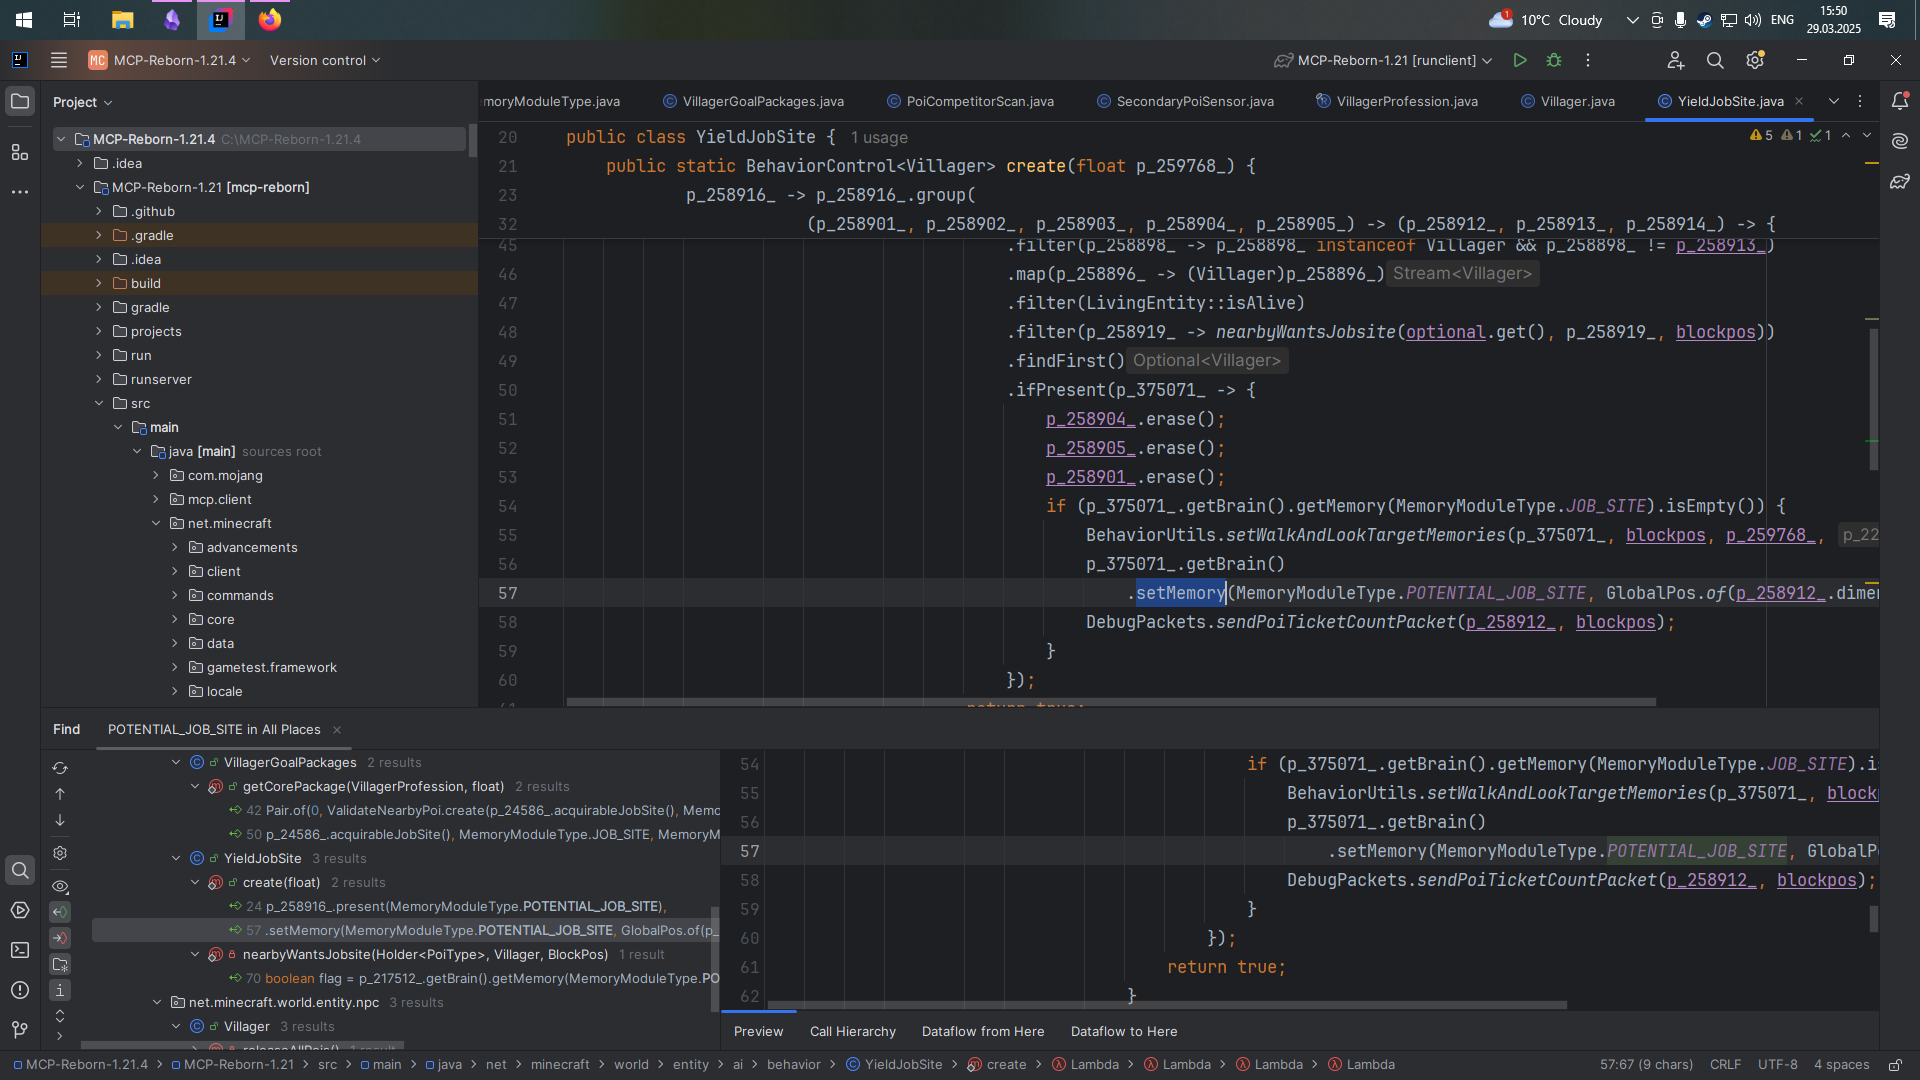 10°C Cloudy
ENG
15:50
29.03.2025
MC MCP-Reborn-1.21.4
Version control
MCP-Reborn-1.21 [runclient]
Project
moryModuleType.java
VillagerGoalPackages.java
PoiCompetitorScan.java
SecondaryPoiSensor.java
VillagerProfession.java
Villager.java
YieldJobSite.java
MCP-Reborn-1.21.4 C:\MCP-Reborn-1.21.4
.idea
MCP-Reborn-1.21 [mcp-reborn]
.github
.gradle
.idea
build
gradle
projects
run
runserver
src
main
java [main] sources root
com.mojang
mcp.client
net.minecraft
advancements
client
commands
core
data
gametest.framework
locale
5 1 1
20 public class YieldJobSite { 1 usage
21 public static BehaviorControl<Villager> create(float p_259768_) {
23 p_258916_ -> p_258916_.group(
32 (p_258901_, p_258902_, p_258903_, p_258904_, p_258905_) -> (p_258912_, p_258913_, p_258914_) -> {
45 .filter(p_258898_ -> p_258898_ instanceof Villager && p_258898_ != p_258913_)
46 .map(p_258896_ -> (Villager)p_258896_) Stream<Villager>
47 .filter(LivingEntity::isAlive)
48 .filter(p_258919_ -> nearbyWantsJobsite(optional.get(), p_258919_, blockpos))
49 .findFirst() Optional<Villager>
50 .ifPresent(p_375071_ -> {
51 p_258904_.erase();
52 p_258905_.erase();
53 p_258901_.erase();
54 if (p_375071_.getBrain().getMemory(MemoryModuleType.JOB_SITE).isEmpty()) {
55 BehaviorUtils.setWalkAndLookTargetMemories(p_375071_, blockpos, p_259768_, p_22
56 p_375071_.getBrain()
57 .setMemory(MemoryModuleType.POTENTIAL_JOB_SITE, GlobalPos.of(p_258912_.dimen
58 DebugPackets.sendPoiTicketCountPacket(p_258912_, blockpos);
59 }
60 });
return true;
Find
POTENTIAL_JOB_SITE in All Places
VillagerGoalPackages 2 results
getCorePackage(VillagerProfession, float) 2 results
42 Pair.of(0, ValidateNearbyPoi.create(p_24586_.acquirableJobSite(), Memo
50 p_24586_.acquirableJobSite(), MemoryModuleType.JOB_SITE, MemoryM
YieldJobSite 3 results
create(float) 2 results
24 p_258916_.present(MemoryModuleType.POTENTIAL_JOB_SITE),
57 .setMemory(MemoryModuleType.POTENTIAL_JOB_SITE, GlobalPos.of(p_
nearbyWantsJobsite(Holder<PoiType>, Villager, BlockPos) 1 result
70 boolean flag = p_217512_.getBrain().getMemory(MemoryModuleType.PO
net.minecraft.world.entity.npc 3 results
Villager 3 results
54 if (p_375071_.getBrain().getMemory(MemoryModuleType.JOB_SITE).is
55 BehaviorUtils.setWalkAndLookTargetMemories(p_375071_, blockp
56 p_375071_.getBrain()
57 .setMemory(MemoryModuleType.POTENTIAL_JOB_SITE, GlobalP
58 DebugPackets.sendPoiTicketCountPacket(p_258912_, blockpos);
59 }
60 });
61 return true;
62 }
Preview
Call Hierarchy
Dataflow from Here
Dataflow to Here
MCP-Reborn-1.21.4 > MCP-Reborn-1.21 > src > main > java > net > minecraft > world > entity > ai > behavior > YieldJobSite > create > Lambda > Lambda > Lambda > Lambda
57:67 (9 chars)
CRLF
UTF-8
4 spaces